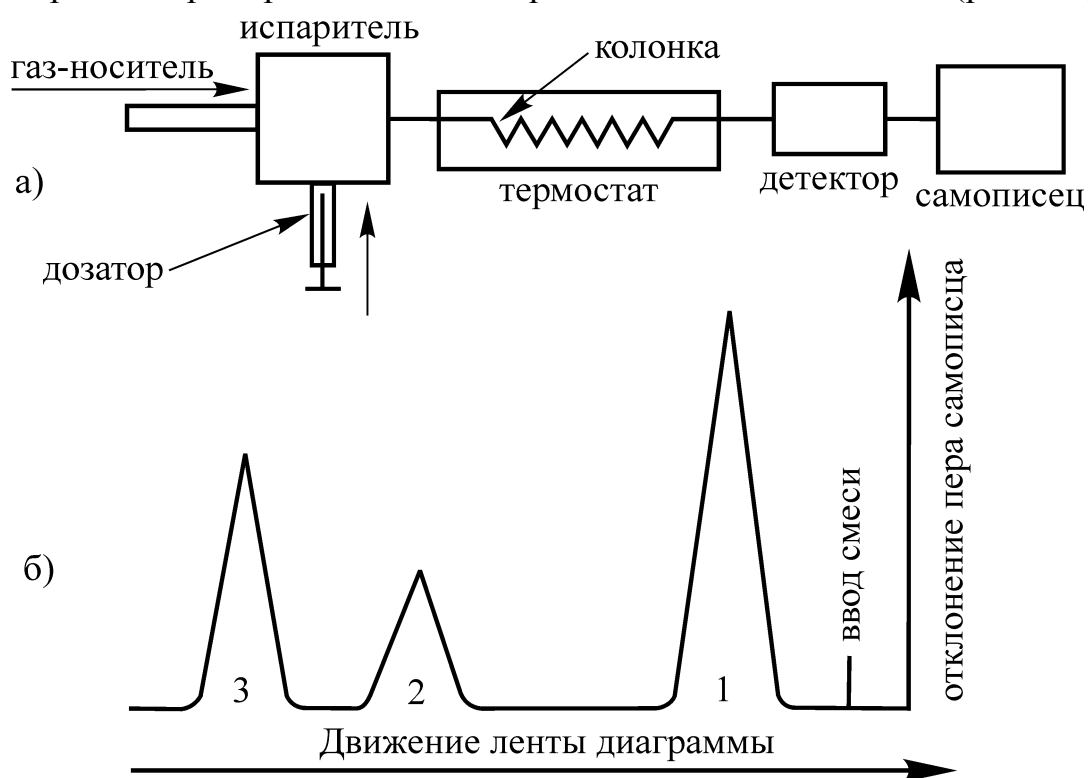 испаритель
газ-носитель
колонка
а)
термостат
детектор
самописец
дозатор
отклонение пера самописца
ввод смеси
б)
3
2
1
Движение ленты диаграммы